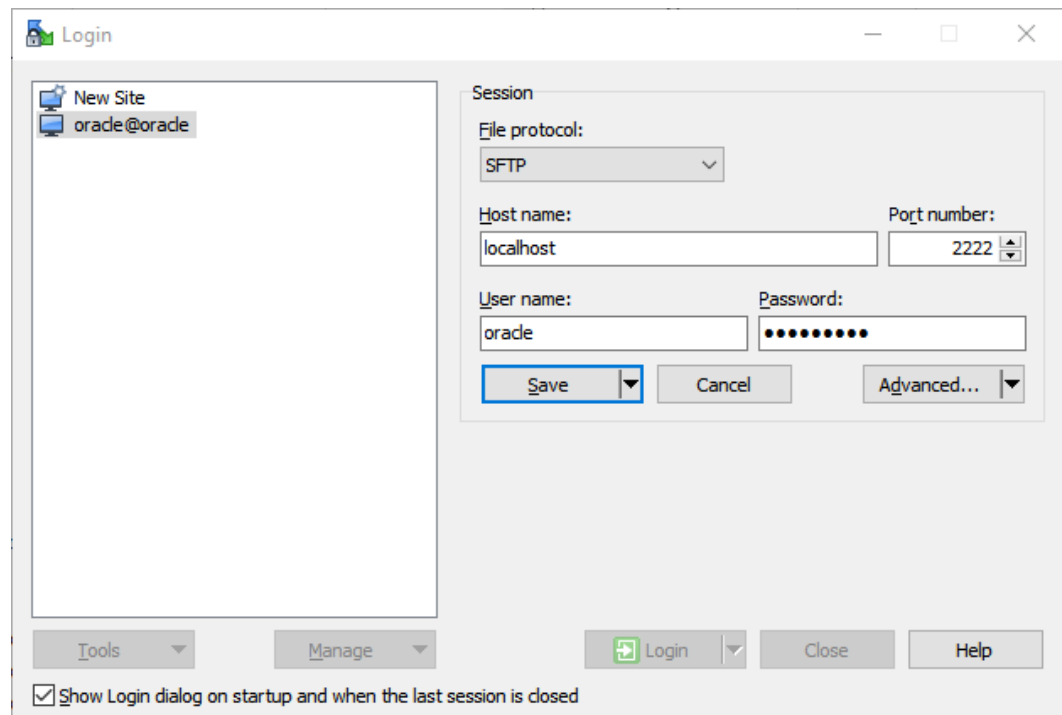 Login
New Site
oracle@oracle
Session
File protocol:
SFTP
Host name:
Port number:
localhost
2222
User name:
Password:
oracle
●●●●●●●●●
Save
Cancel
Advanced...
Tools
Manage
Login
Close
Help
Show Login dialog on startup and when the last session is closed